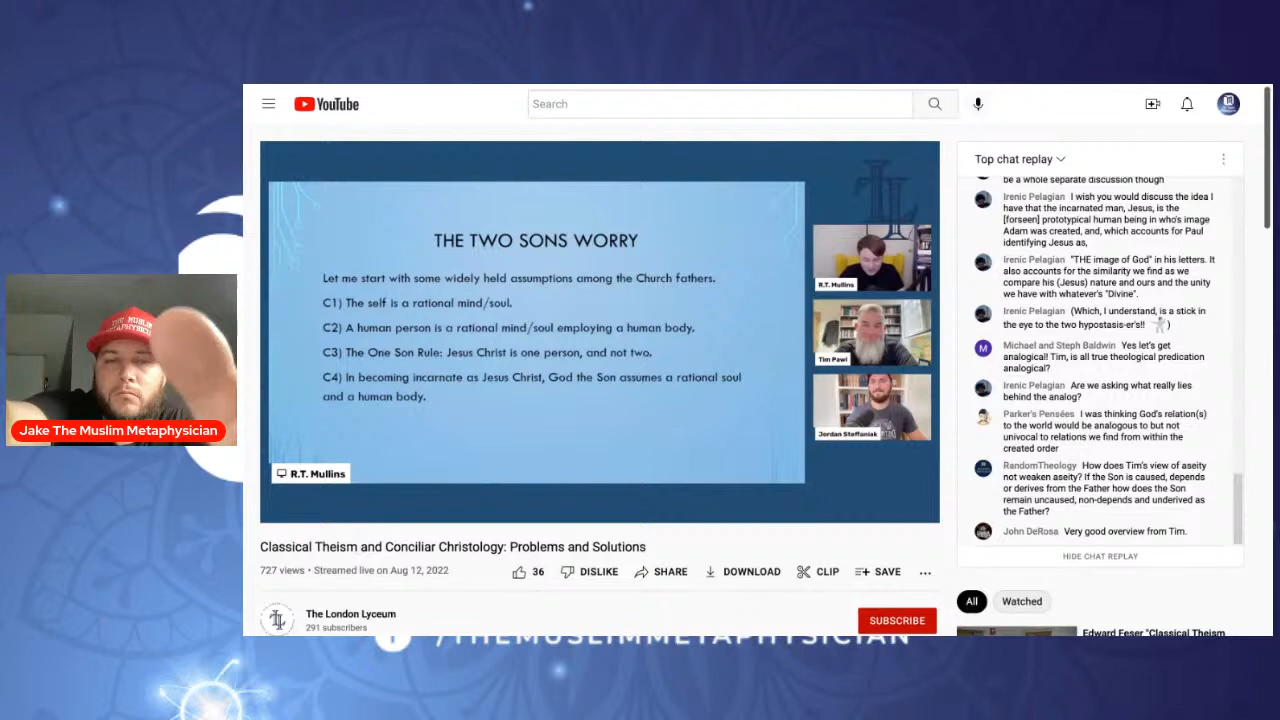 YouTube
Search
Top chat replay
be a whole separate discussion though
Irenic Pelagian I wish you would discuss the idea I
have that the incarnated man, Jesus, is the
[forseen] prototypical human being in who's image
Adam was created, and, which accounts for Paul
identifying Jesus as,
Irenic Pelagian "THE image of God" in his letters. It
also accounts for the similarity we find as we
compare his (Jesus) nature and ours and the unity
we have with whatever's "Divine".
Irenic Pelagian (Which, I understand, is a stick in
the eye to the two hypostasis-er's!!
)
M Michael and Steph Baldwin Yes let's get
analogical! Tim, is all true theological predication
analogical?
Irenic Pelagian Are we asking what really lies
behind the analog?
Parker's Pensées I was thinking God's relation(s)
to the world would be analogous to but not
univocal to relations we find from within the
created order
RandomTheology How does Tim's view of aseity
not weaken aseity? If the Son is caused, depends
or derives from the Father how does the Son
remain uncaused, non-depends and underived as
the Father?
John DeRosa Very good overview from Tim.
HIDE CHAT REPLAY
THE TWO SONS WORRY
Let me start with some widely held assumptions among the Church fathers.
C1) The self is a rational mind/soul.
C2) A human person is a rational mind/soul employing a human body.
C3) The One Son Rule: Jesus Christ is one person, and not two.
C4) In becoming incarnate as Jesus Christ, God the Son assumes a rational soul
and a human body.
R.T. Mullins
R.T. Mullins
Tim Pawl
Jordan Steffaniak
THE MUSLIM
METAPHYSICIAN
Jake The Muslim Metaphysician
Classical Theism and Conciliar Christology: Problems and Solutions
727 views • Streamed live on Aug 12, 2022
36
DISLIKE
SHARE
DOWNLOAD
CLIP
SAVE
The London Lyceum
291 subscribers
SUBSCRIBE
All
Watched
Edward Feser "Classical Theism
/THEMUSLIMMETAPHYSICIAN